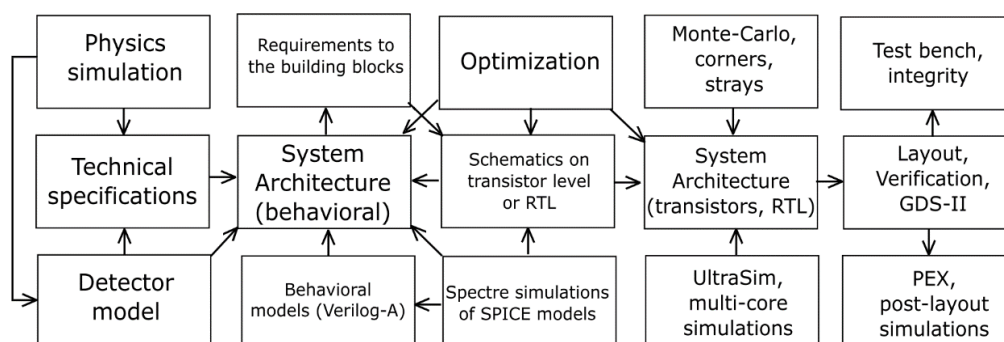 Physics
simulation
Requirements to
the building blocks
Optimization
Monte-Carlo,
corners,
strays
Test bench,
integrity
Technical
specifications
System
Architecture
(behavioral)
Schematics on
transistor level
or RTL
System
Architecture
(transistors, RTL)
Layout,
Verification,
GDS-II
Detector
model
Behavioral
models (Verilog-A)
Spectre simulations
of SPICE models
UltraSim,
multi-core
simulations
PEX,
post-layout
simulations